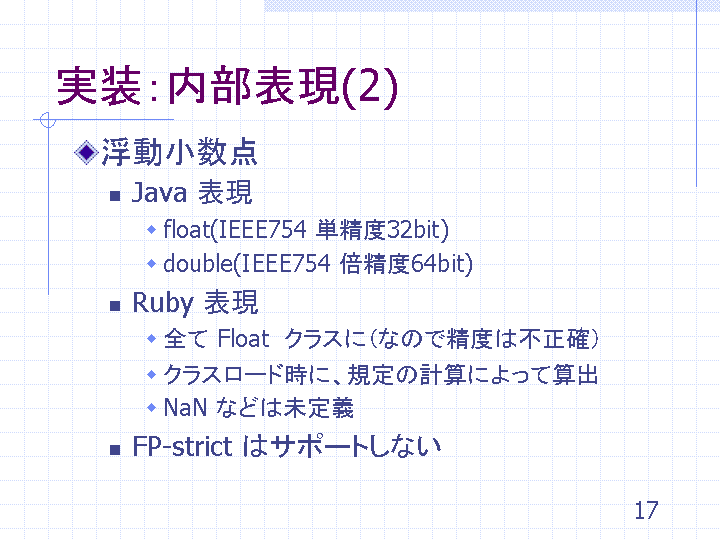 実装：内部表現(2)
浮動小数点
Java 表現
float(IEEE754 単精度32bit)
double(IEEE754 倍精度64bit)
Ruby 表現
全て Float クラスに（なので精度は不正確）
クラスロード時に、規定の計算によって算出
NaN などは未定義
FP-strict はサポートしない
17